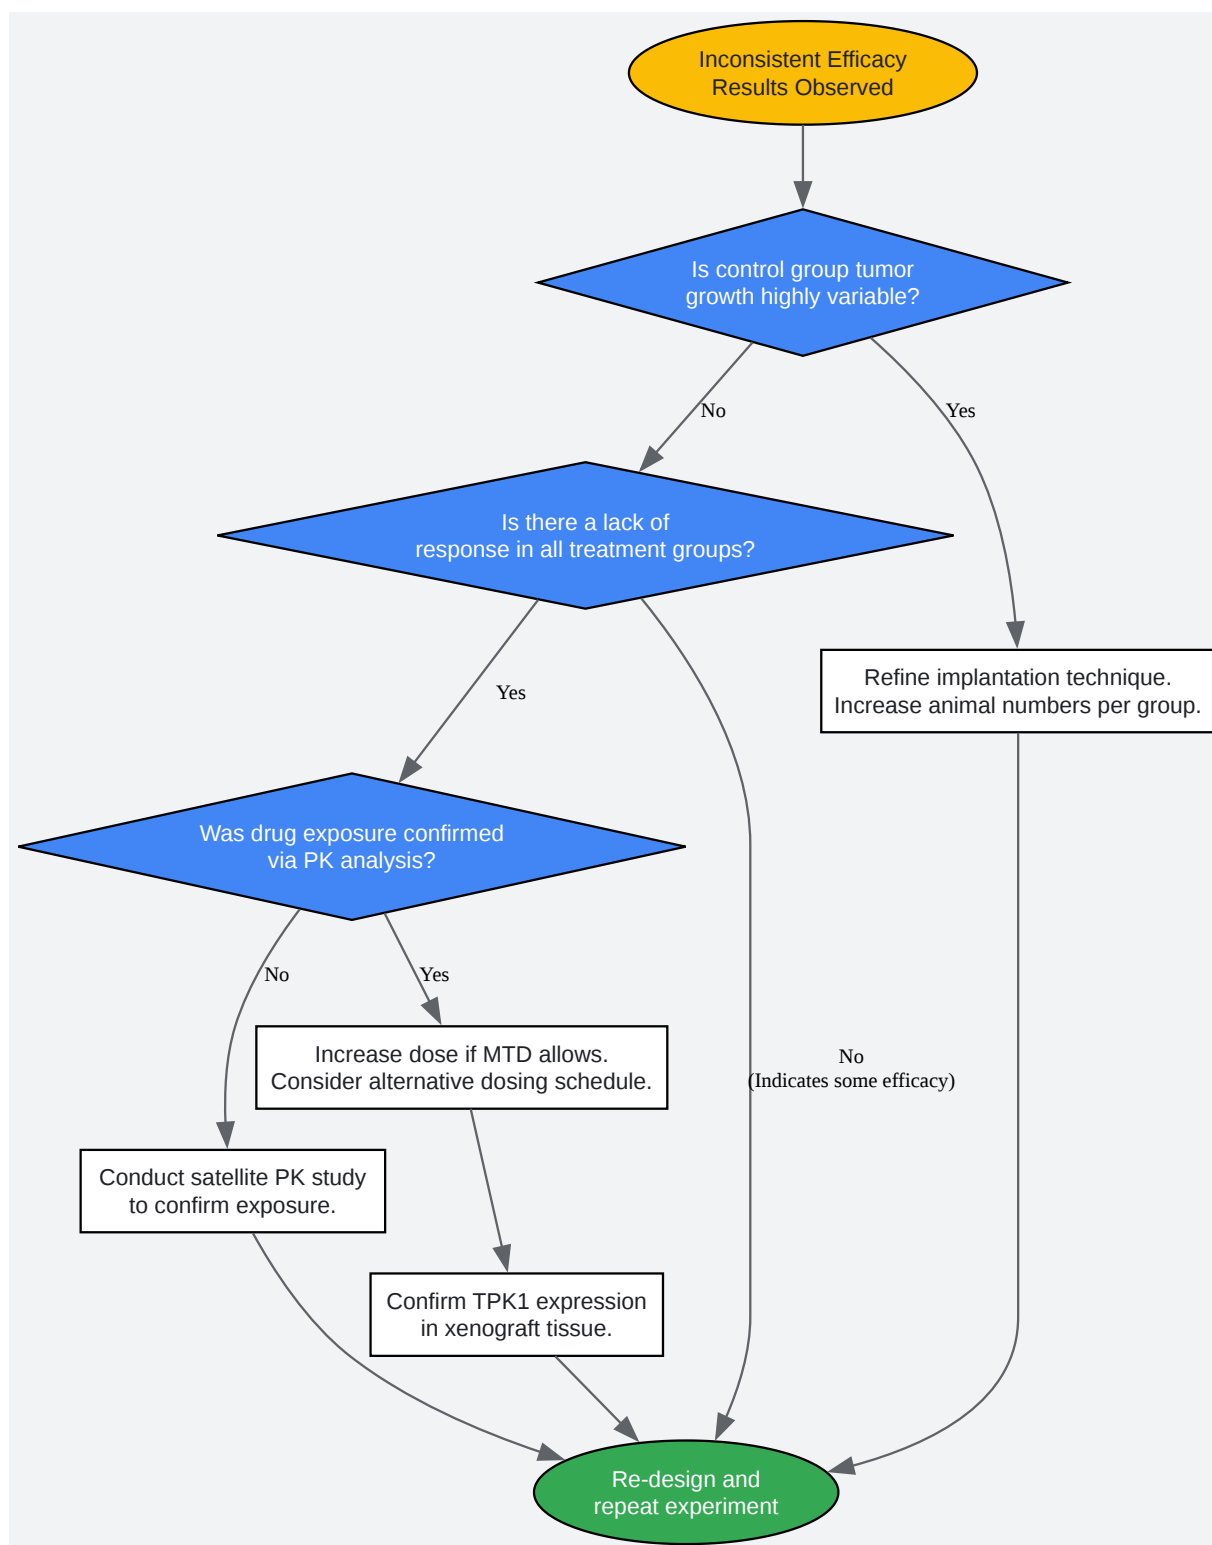 Inconsistent Efficacy
Results Observed
Is control group tumor
growth highly variable?
No
Yes
Is there a lack of
response in all treatment groups?
Refine implantation technique.
Increase animal numbers per group.
Yes
Was drug exposure confirmed
via PK analysis?
No
Yes
Increase dose if MTD allows.
Consider alternative dosing schedule.
No
(Indicates some efficacy)
Conduct satellite PK study
to confirm exposure.
Confirm TPK1 expression
in xenograft tissue.
Re-design and
repeat experiment